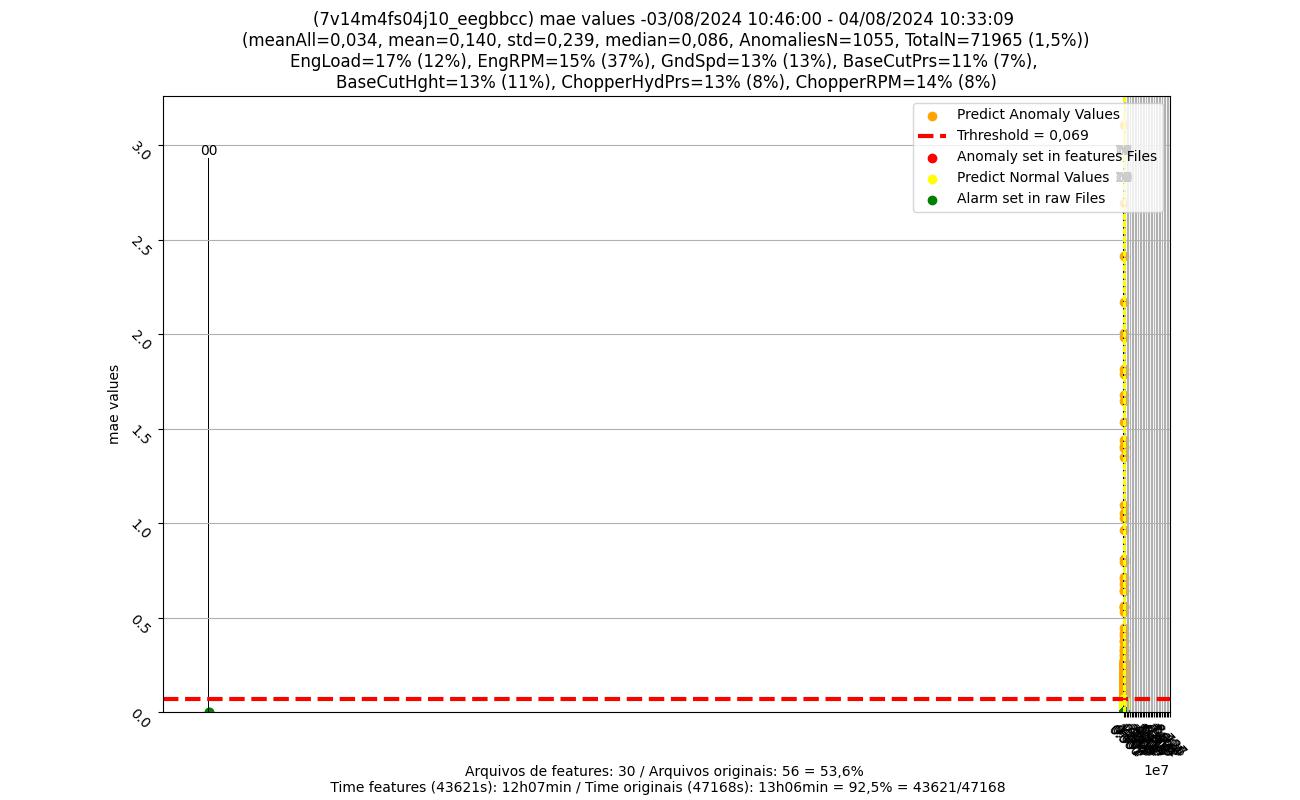 (7v14m4fs04j10_eegbbcc) mae values -03/08/2024 10:46:00 - 04/08/2024 10:33:09
(meanAll=0,034, mean=0,140, std=0,239, median=0,086, AnomaliesN=1055, TotalN=71965 (1,5%))
EngLoad=17% (12%), EngRPM=15% (37%), GndSpd=13% (13%), BaseCutPrs=11% (7%),
BaseCutHght=13% (11%), ChopperHydPrs=13% (8%), ChopperRPM=14% (8%)
Predict Anomaly Values
Trhreshold = 0,069
Anomaly set in features Files
Predict Normal Values
Alarm set in raw Files
00
3.0
2.5
2.0
1.5
1.0
0.5
0.0
mae values
1e7
Arquivos de features: 30 / Arquivos originais: 56 = 53,6%
Time features (43621s): 12h07min / Time originais (47168s): 13h06min = 92,5% = 43621/47168